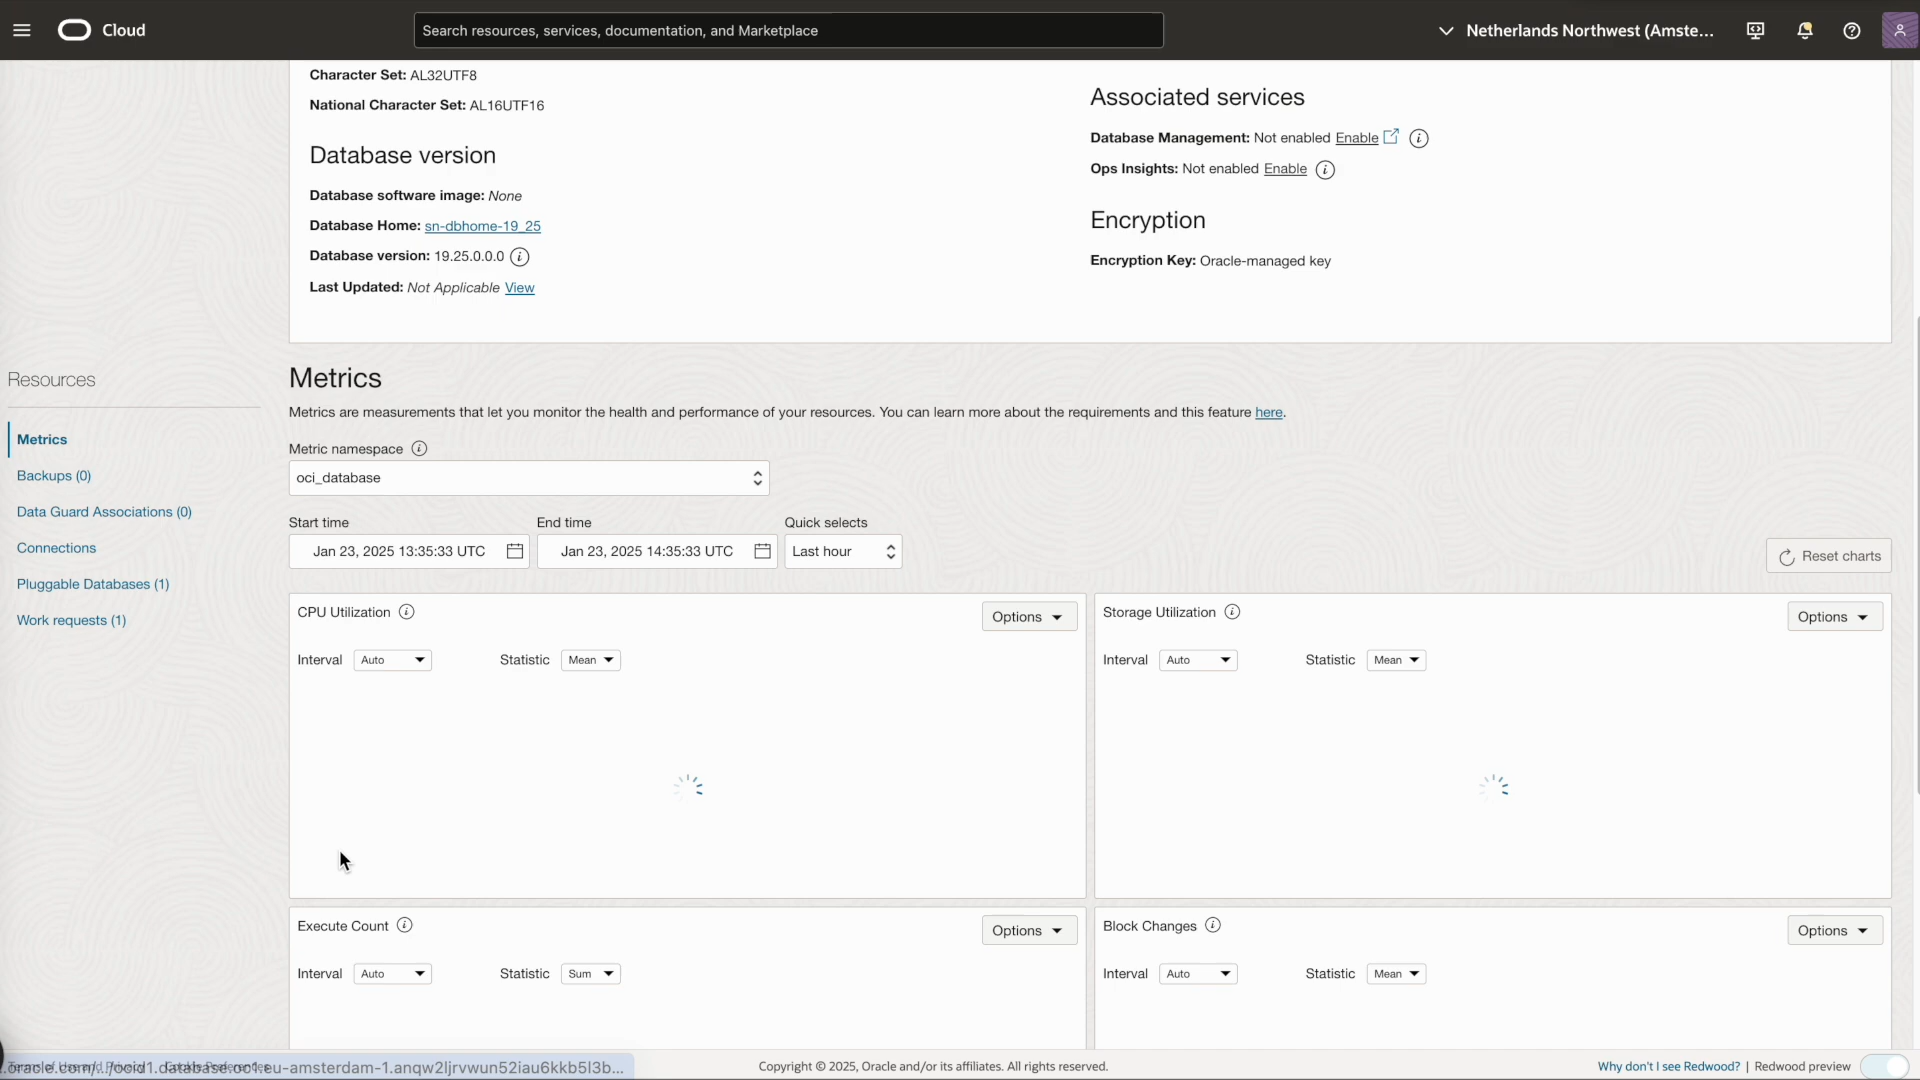 Cloud
Search resources, services, documentation, and Marketplace
Netherlands Northwest (Amste...
Character Set: AL32UTF8
National Character Set: AL16UTF16
Database version
Database software image: None
Database Home: sn-dbhome-19_25
Database version: 19.25.0.0.0
Last Updated: Not Applicable View
Associated services
Database Management: Not enabled Enable
Ops Insights: Not enabled Enable
Encryption
Encryption Key: Oracle-managed key
Resources
Metrics
Backups (0)
Data Guard Associations (0)
Connections
Pluggable Databases (1)
Work requests (1)
Metrics
Metrics are measurements that let you monitor the health and performance of your resources. You can learn more about the requirements and this feature here.
Metric namespace
oci_database
Start time End time Quick selects
Jan 23, 2025 13:35:33 UTC Jan 23, 2025 14:35:33 UTC Last hour
Reset charts
CPU Utilization Options
Interval Auto Statistic Mean
Storage Utilization Options
Interval Auto Statistic Mean
Execute Count Options
Interval Auto Statistic Sum
Block Changes Options
Interval Auto Statistic Mean
Copyright © 2025, Oracle and/or its affiliates. All rights reserved.
Why don't I see Redwood? | Redwood preview